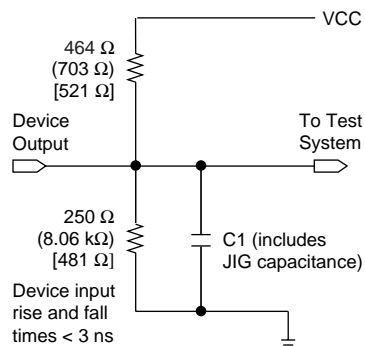 VCC
464 Ω
(703 Ω)
[521 Ω]
Device
Output
To Test
System
250 Ω
(8.06 kΩ)
[481 Ω]
C1 (includes
JIG capacitance)
Device input
rise and fall
times < 3 ns